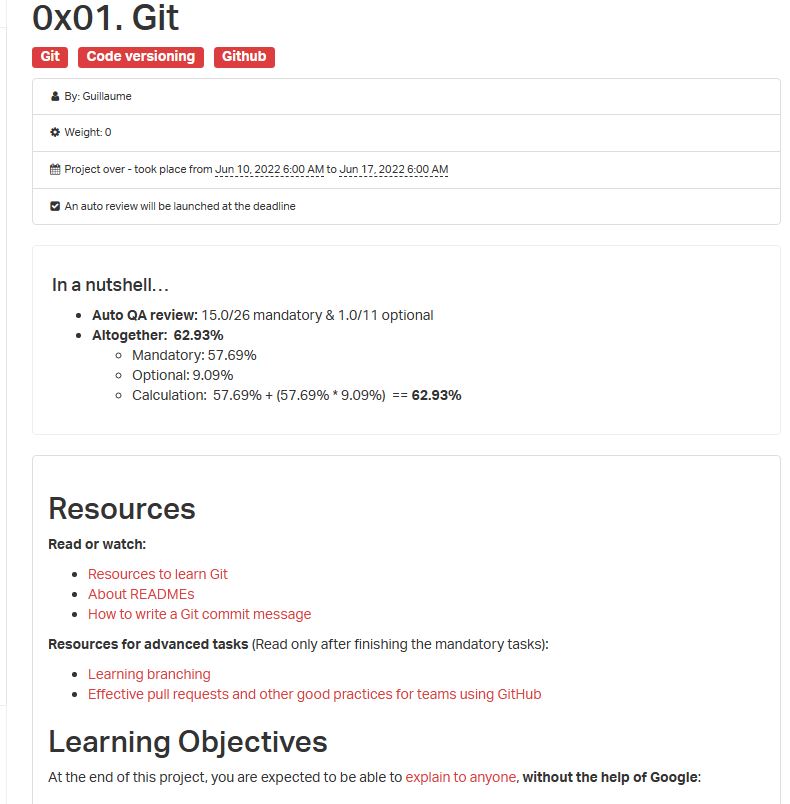 0x01. Git
Git Code versioning Github
By: Guillaume
Weight: 0
Project over - took place from Jun 10, 2022 6:00 AM to Jun 17, 2022 6:00 AM
An auto review will be launched at the deadline
In a nutshell…
Auto QA review: 15.0/26 mandatory & 1.0/11 optional
Altogether: 62.93%
Mandatory: 57.69%
Optional: 9.09%
Calculation: 57.69% + (57.69% * 9.09%) == 62.93%
Resources
Read or watch:
Resources to learn Git
About READMEs
How to write a Git commit message
Resources for advanced tasks (Read only after finishing the mandatory tasks):
Learning branching
Effective pull requests and other good practices for teams using GitHub
Learning Objectives
At the end of this project, you are expected to be able to explain to anyone, without the help of Google: